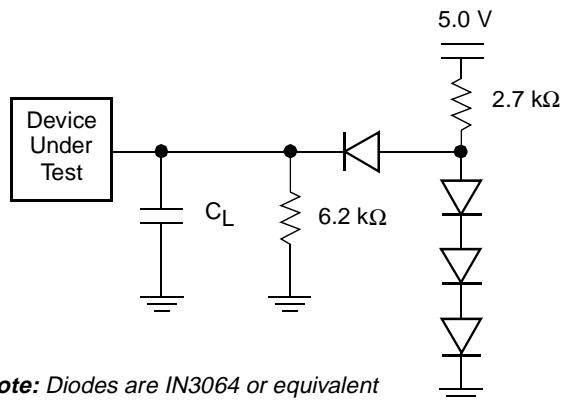 5.0 V
2.7 kΩ
Device
Under
Test
CL
6.2 kΩ
ote: Diodes are IN3064 or equivalent